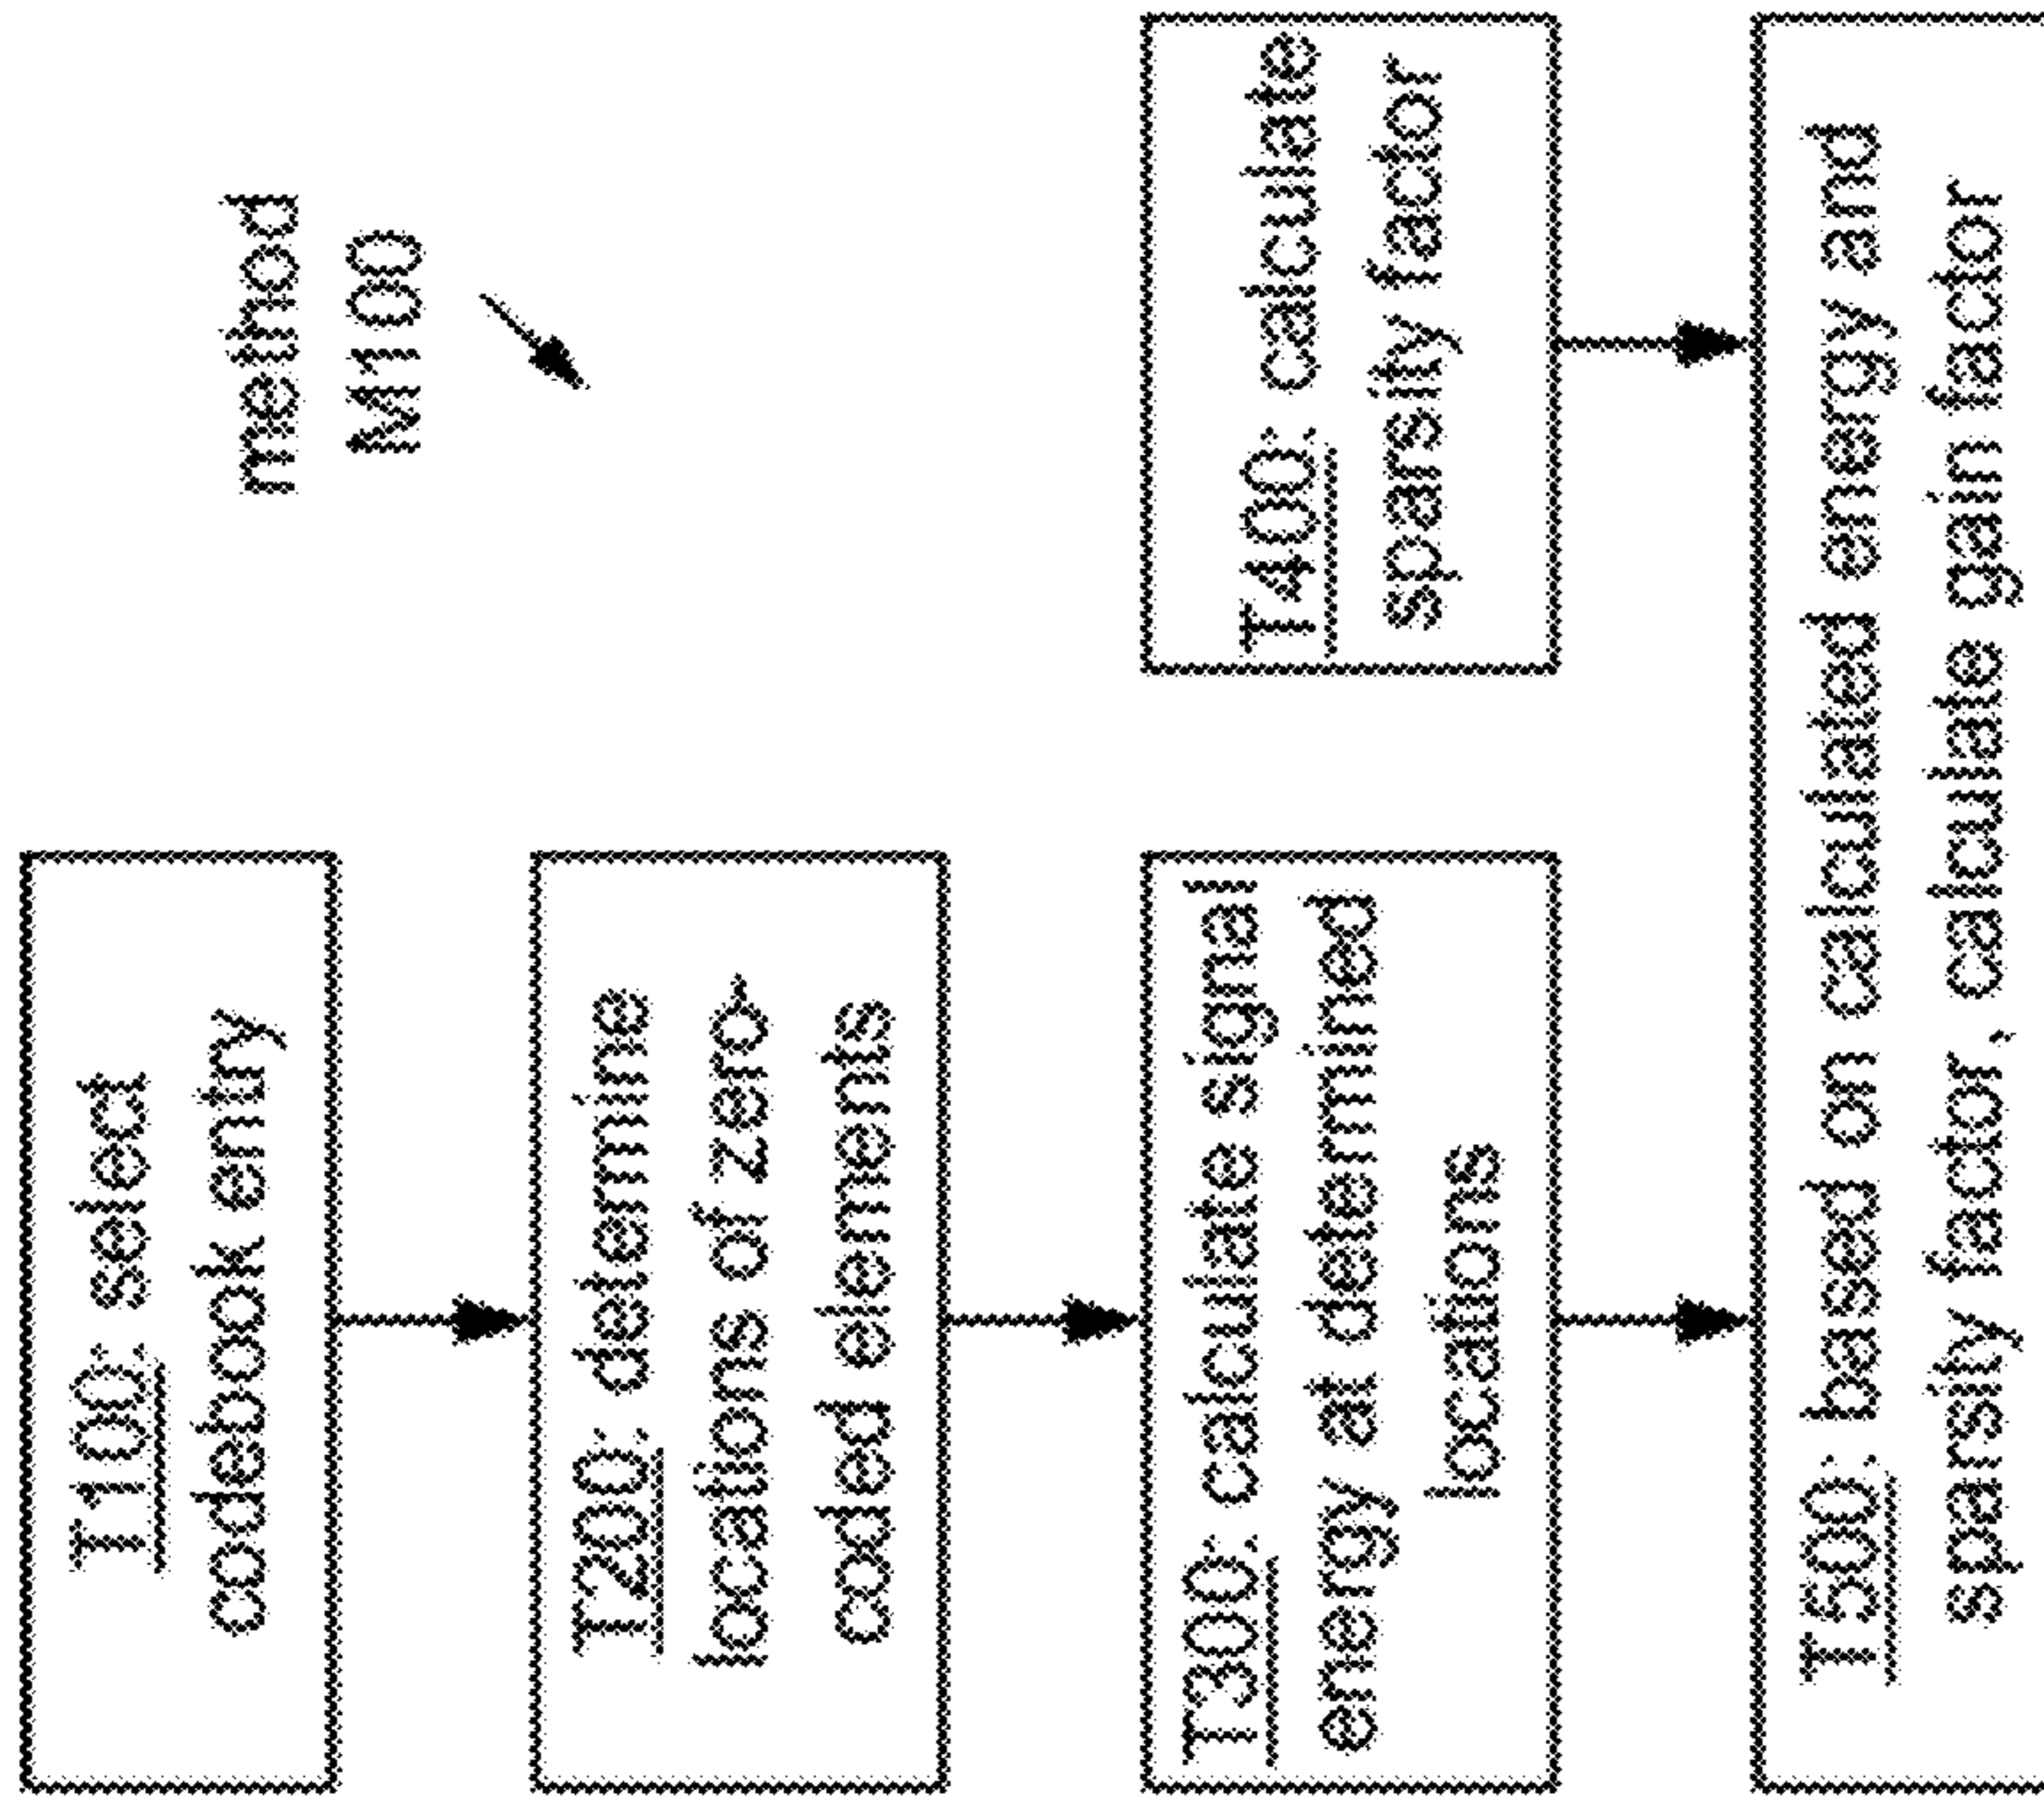 method
M100
T100: select
codebook entry
T200: determine
locations of zero-
coded elements
T300: calculate signal
energy at determined
locations
T400: calculate
sparsity factor
T500: based on calculated energy and
sparsity factor, calculate gain factor